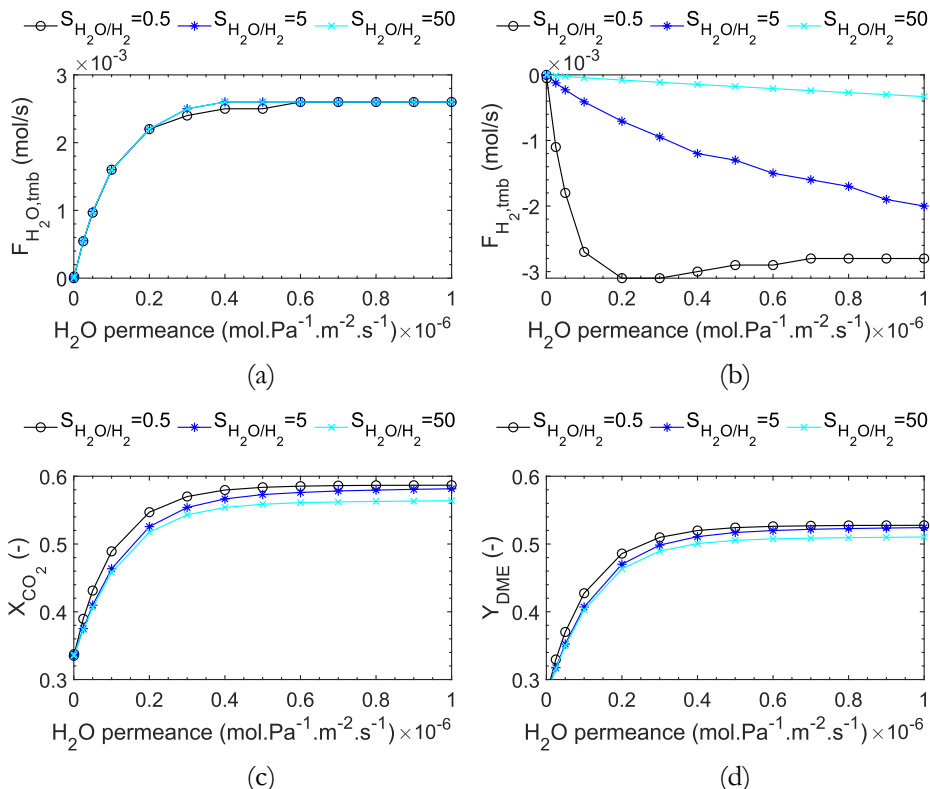 S_H₂O/H₂=0.5 S_H₂O/H₂=5 S_H₂O/H₂=50
×10⁻³
3
2
1
0
F_H₂O,tmb (mol/s)
0 0.2 0.4 0.6 0.8 1
H₂O permeance (mol.Pa⁻¹.m⁻².s⁻¹)×10⁻⁶
(a)
S_H₂O/H₂=0.5 S_H₂O/H₂=5 S_H₂O/H₂=50
×10⁻³
0
-1
-2
-3
F_H₂,tmb (mol/s)
0 0.2 0.4 0.6 0.8 1
H₂O permeance (mol.Pa⁻¹.m⁻².s⁻¹)×10⁻⁶
(b)
S_H₂O/H₂=0.5 S_H₂O/H₂=5 S_H₂O/H₂=50
0.6
0.5
0.4
0.3
X_CO₂ (-)
0 0.2 0.4 0.6 0.8 1
H₂O permeance (mol.Pa⁻¹.m⁻².s⁻¹)×10⁻⁶
(c)
S_H₂O/H₂=0.5 S_H₂O/H₂=5 S_H₂O/H₂=50
0.6
0.5
0.4
0.3
Y_DME (-)
0 0.2 0.4 0.6 0.8 1
H₂O permeance (mol.Pa⁻¹.m⁻².s⁻¹)×10⁻⁶
(d)